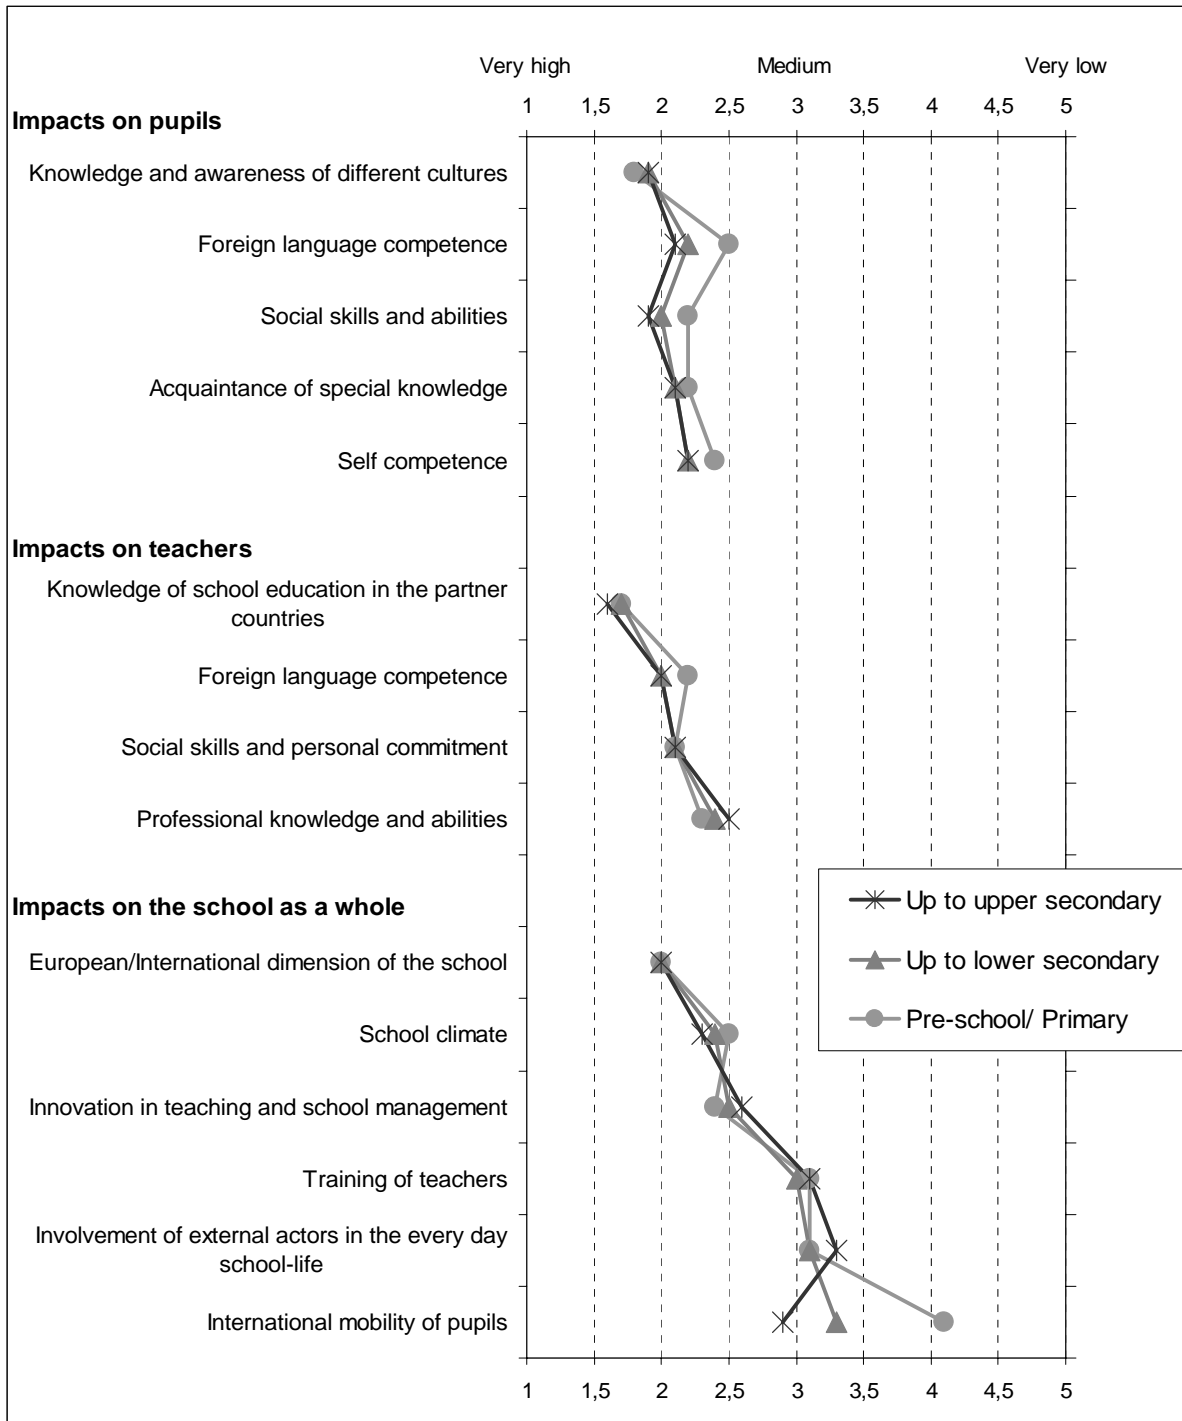 Very high Medium Very low
1 1,5 2 2,5 3 3,5 4 4,5 5
Impacts on pupils
Knowledge and awareness of different cultures
Foreign language competence
Social skills and abilities
Acquaintance of special knowledge
Self competence
Impacts on teachers
Knowledge of school education in the partner
countries
Foreign language competence
Social skills and personal commitment
Professional knowledge and abilities
Impacts on the school as a whole
European/International dimension of the school
School climate
Innovation in teaching and school management
Training of teachers
Involvement of external actors in the every day
school-life
International mobility of pupils
Up to upper secondary
Up to lower secondary
Pre-school/ Primary
1 1,5 2 2,5 3 3,5 4 4,5 5